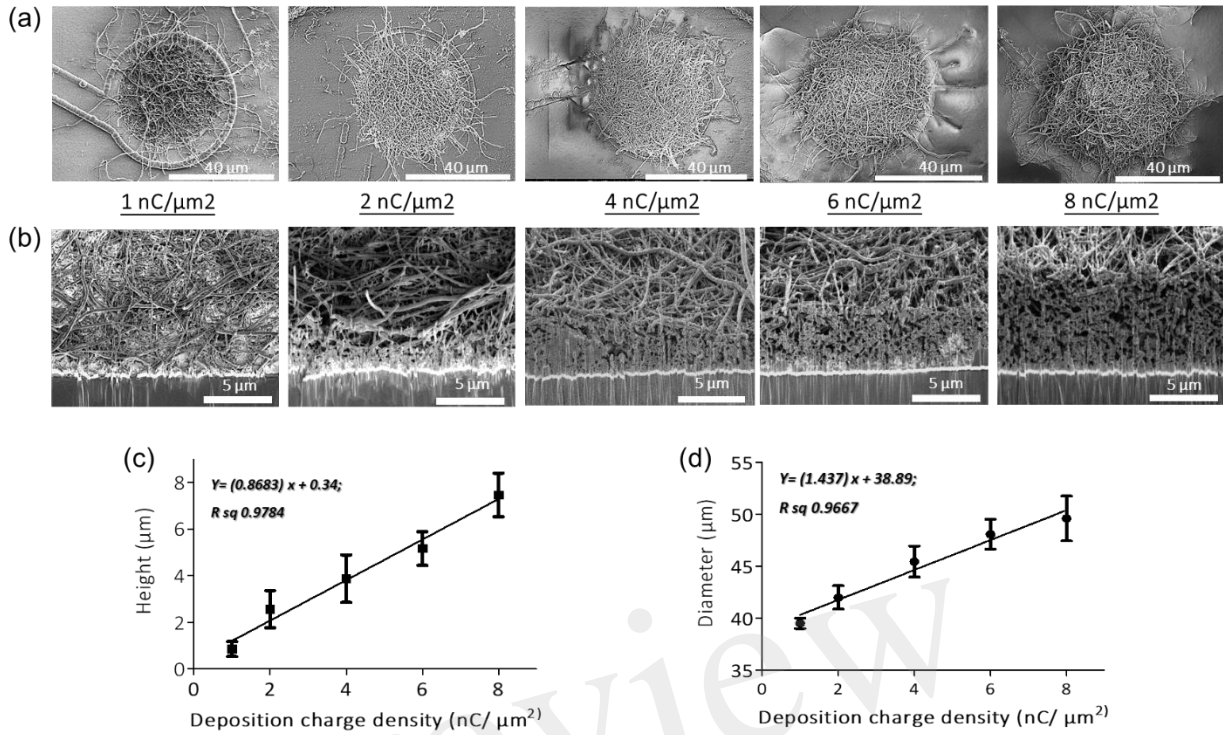 (a)
40 µm
40 µm
40 µm
40 µm
40 µm
1 nC/µm2
2 nC/µm2
4 nC/µm2
6 nC/µm2
8 nC/µm2
(b)
5 µm
5 µm
5 µm
5 µm
5 µm
(c)
Y= (0.8683) x + 0.34;
R sq 0.9784
Height (µm)
8
6
4
2
0
0
2
4
6
8
Deposition charge density (nC/ µm²)
(d)
Y= (1.437) x + 38.89;
R sq 0.9667
Diameter (µm)
55
50
45
40
35
0
2
4
6
8
Deposition charge density (nC/ µm²)
view